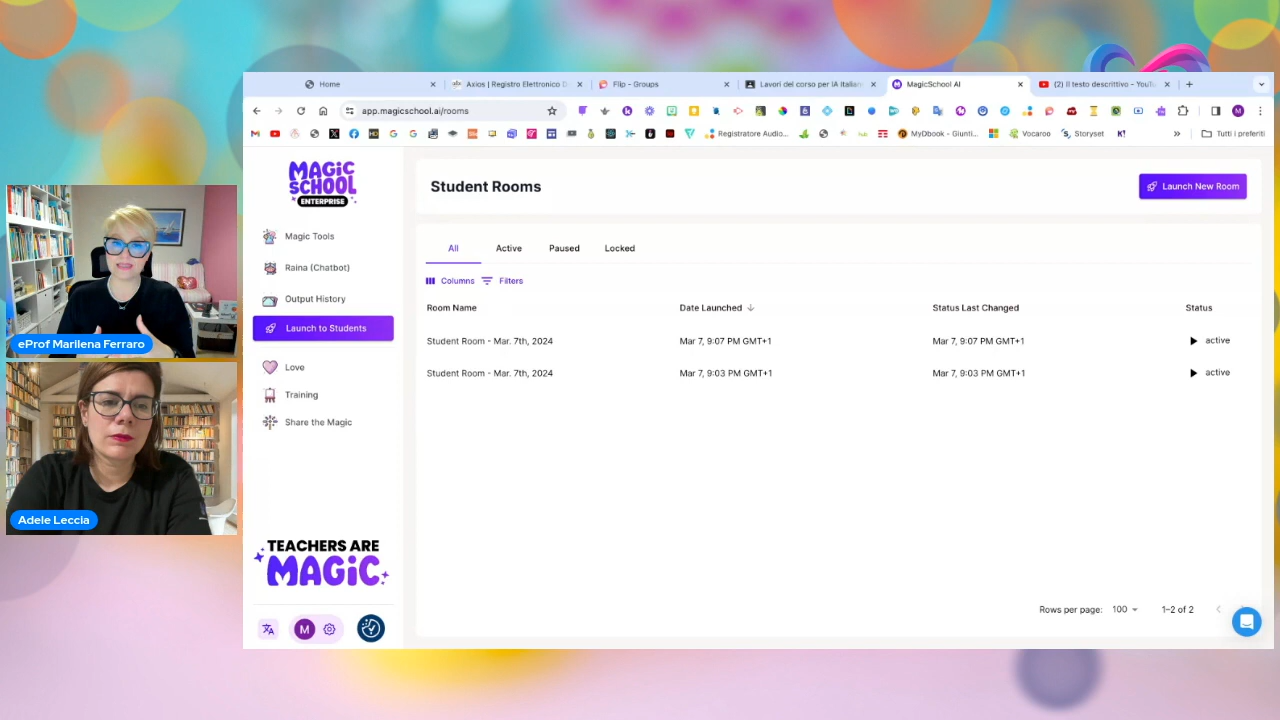 Home
Axios | Registro Elettronico D
Flip - Groups
Lavori del corso per IA Italian
MagicSchool AI
(2) Il testo descrittivo - YouTu
app.magicschool.ai/rooms
Registratore Audio...
MyDbook - Giunti...
Vocaroo
Storyset
Tutti i preferiti
MAGIC
SCHOOL
ENTERPRISE
Student Rooms
Launch New Room
Magic Tools
Raina (Chatbot)
Output History
Launch to Students
Love
Training
Share the Magic
All
Active
Paused
Locked
Columns
Filters
Room Name
Date Launched
Status Last Changed
Status
Student Room - Mar. 7th, 2024
Mar 7, 9:07 PM GMT+1
Mar 7, 9:07 PM GMT+1
active
Student Room - Mar. 7th, 2024
Mar 7, 9:03 PM GMT+1
Mar 7, 9:03 PM GMT+1
active
TEACHERS ARE
MAGIC
M
Rows per page: 100
1–2 of 2
eProf Marilena Ferraro
Adele Leccia